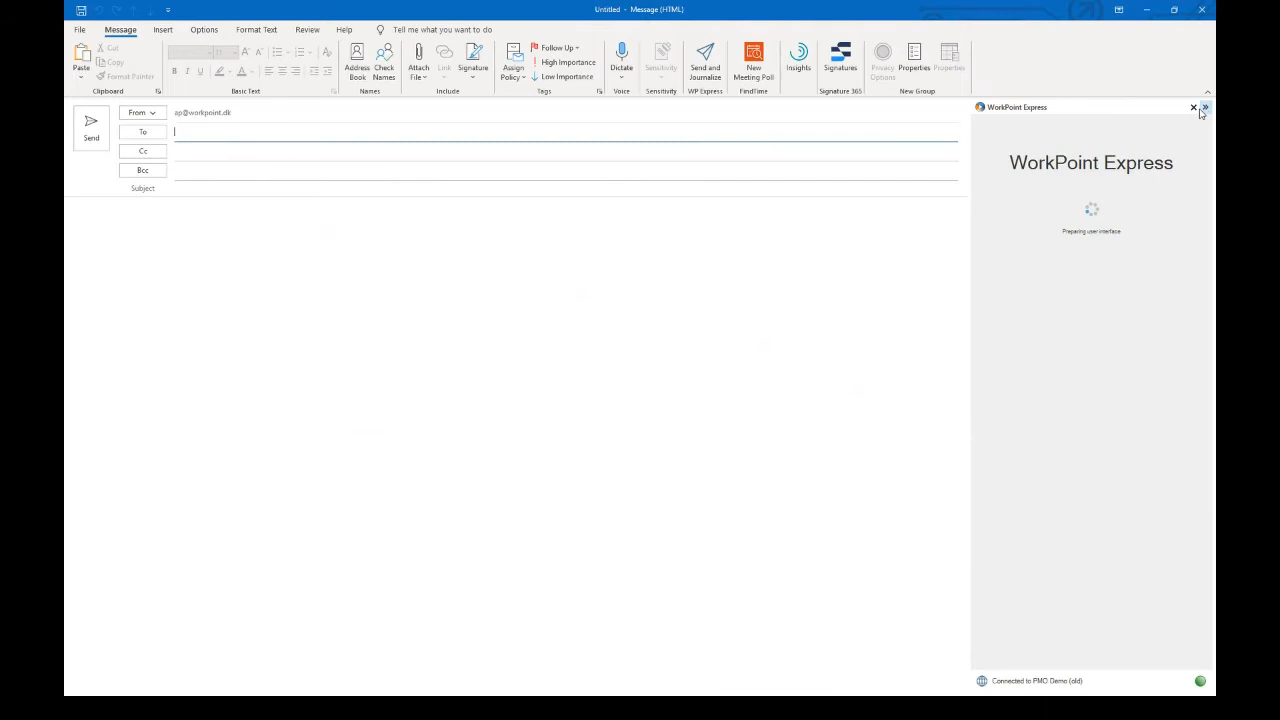 Untitled - Message (HTML)
File Message Insert Options Format Text Review Help Tell me what you want to do
Paste
Cut
Copy
Format Painter
Clipboard
11
B I U
Basic Text
Address Book
Check Names
Names
Attach File
Link
Signature
Include
Assign Policy
Follow Up
High Importance
Low Importance
Tags
Dictate
Voice
Sensitivity
Sensitivity
Send and Journalize
WP Express
New Meeting Poll
FindTime
Insights
Signatures
Signature 365
Privacy Options
Properties
Properties
New Group
Send
From
ap@workpoint.dk
To
Cc
Bcc
Subject
WorkPoint Express
WorkPoint Express
Preparing user interface
Connected to PMO Demo (old)